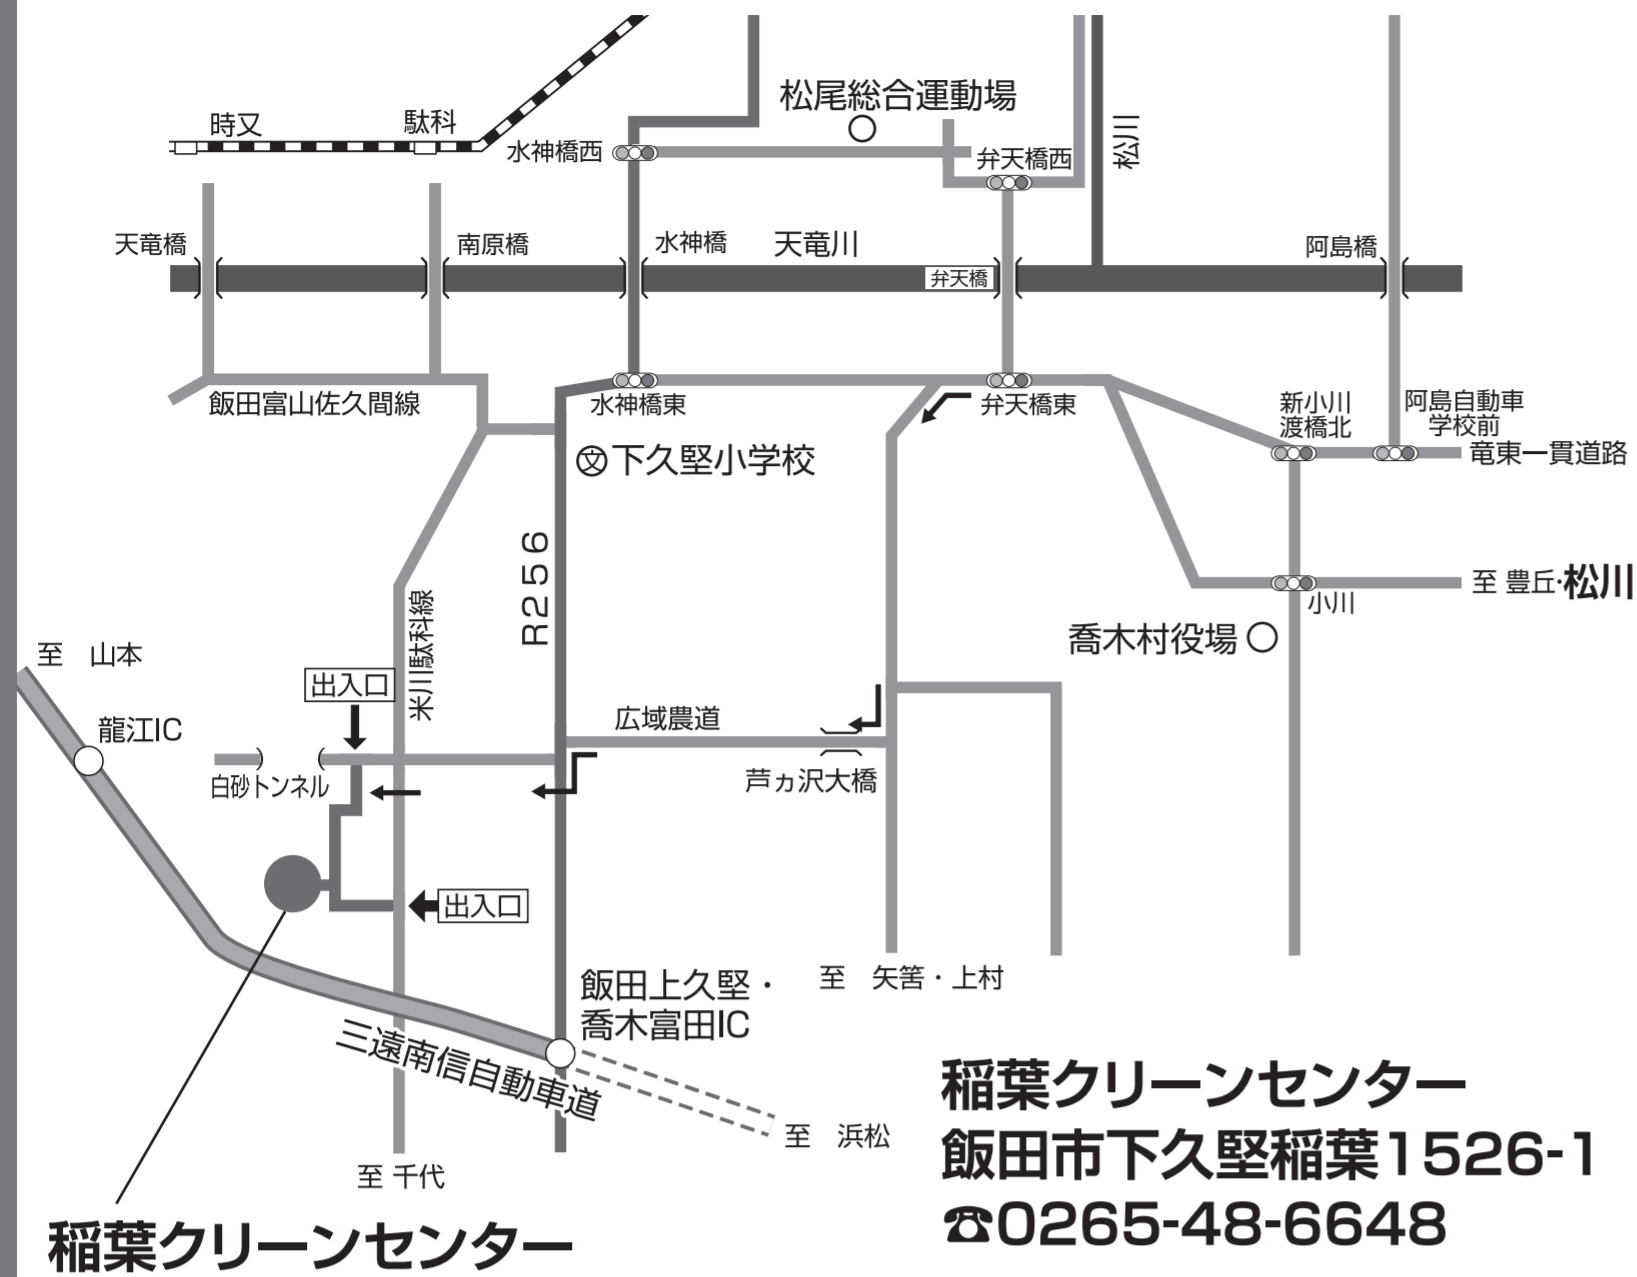 松尾総合運動場
時又
駄科
水神橋西
弁天橋西
松川
天竜橋
南原橋
水神橋
天竜川
弁天橋
阿島橋
飯田富山佐久間線
水神橋東
弁天橋東
新小川
渡橋北
阿島自動車
学校前
竜東一貫道路
文下久堅小学校
R256
至 豊丘・松川
小川
喬木村役場
米川駄科線
至 山本
出入口
龍江IC
広域農道
白砂トンネル
芦ヵ沢大橋
出入口
至 矢筈・上村
飯田上久堅・
喬木富田IC
三遠南信自動車道
至 浜松
至 千代
稲葉クリーンセンター
稲葉クリーンセンター
飯田市下久堅稲葉1526-1
☎0265-48-6648